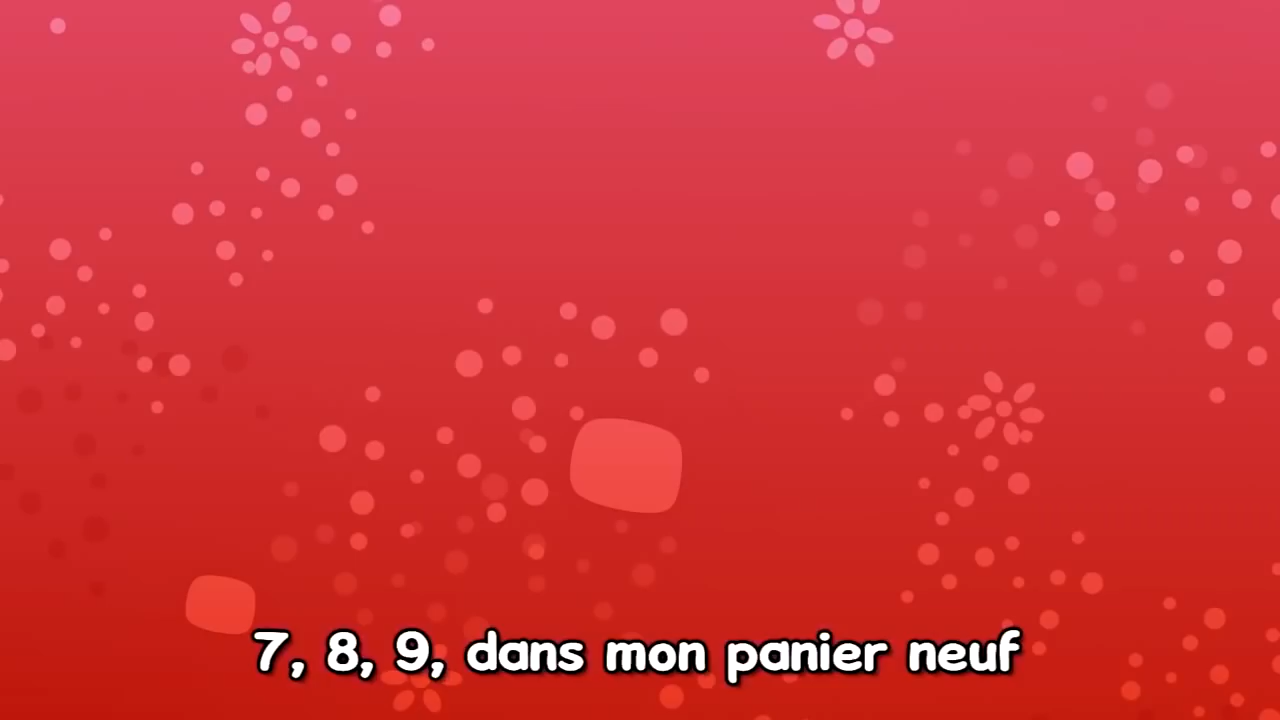 7, 8, 9, dans mon panier neuf